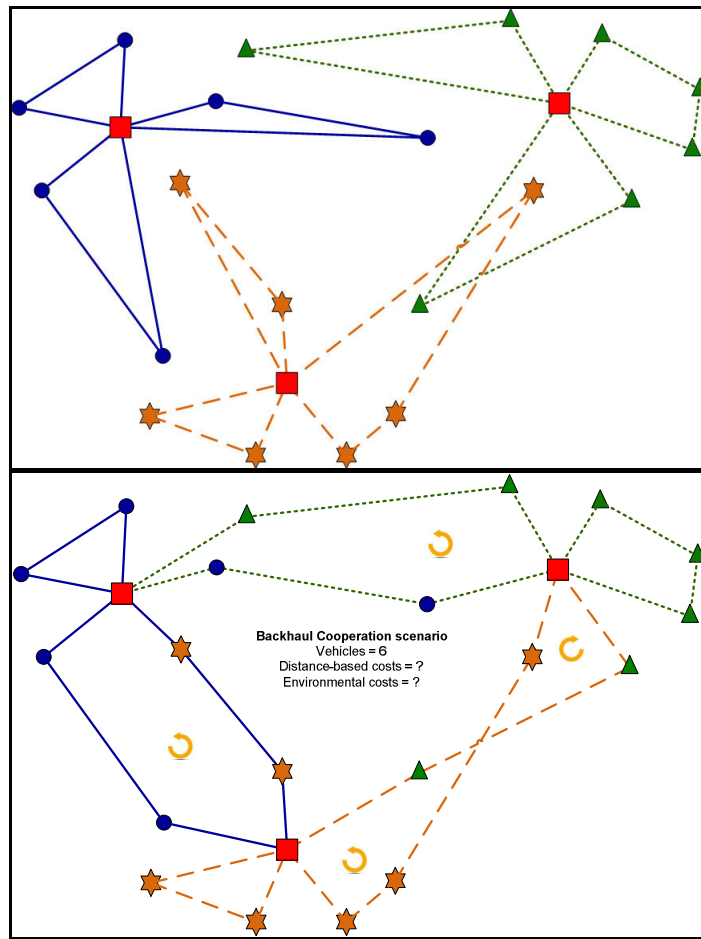 Backhaul Cooperation scenario
Vehicles = 6
Distance-based costs = ?
Environmental costs = ?